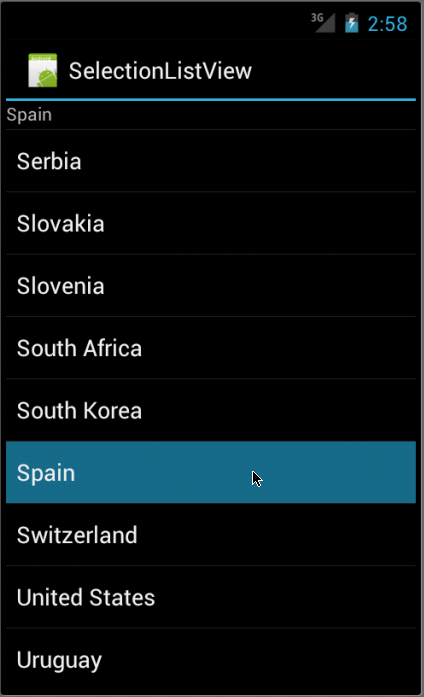 3G 2:58
SelectionListView
Spain
Serbia
Slovakia
Slovenia
South Africa
South Korea
Spain
Switzerland
United States
Uruguay